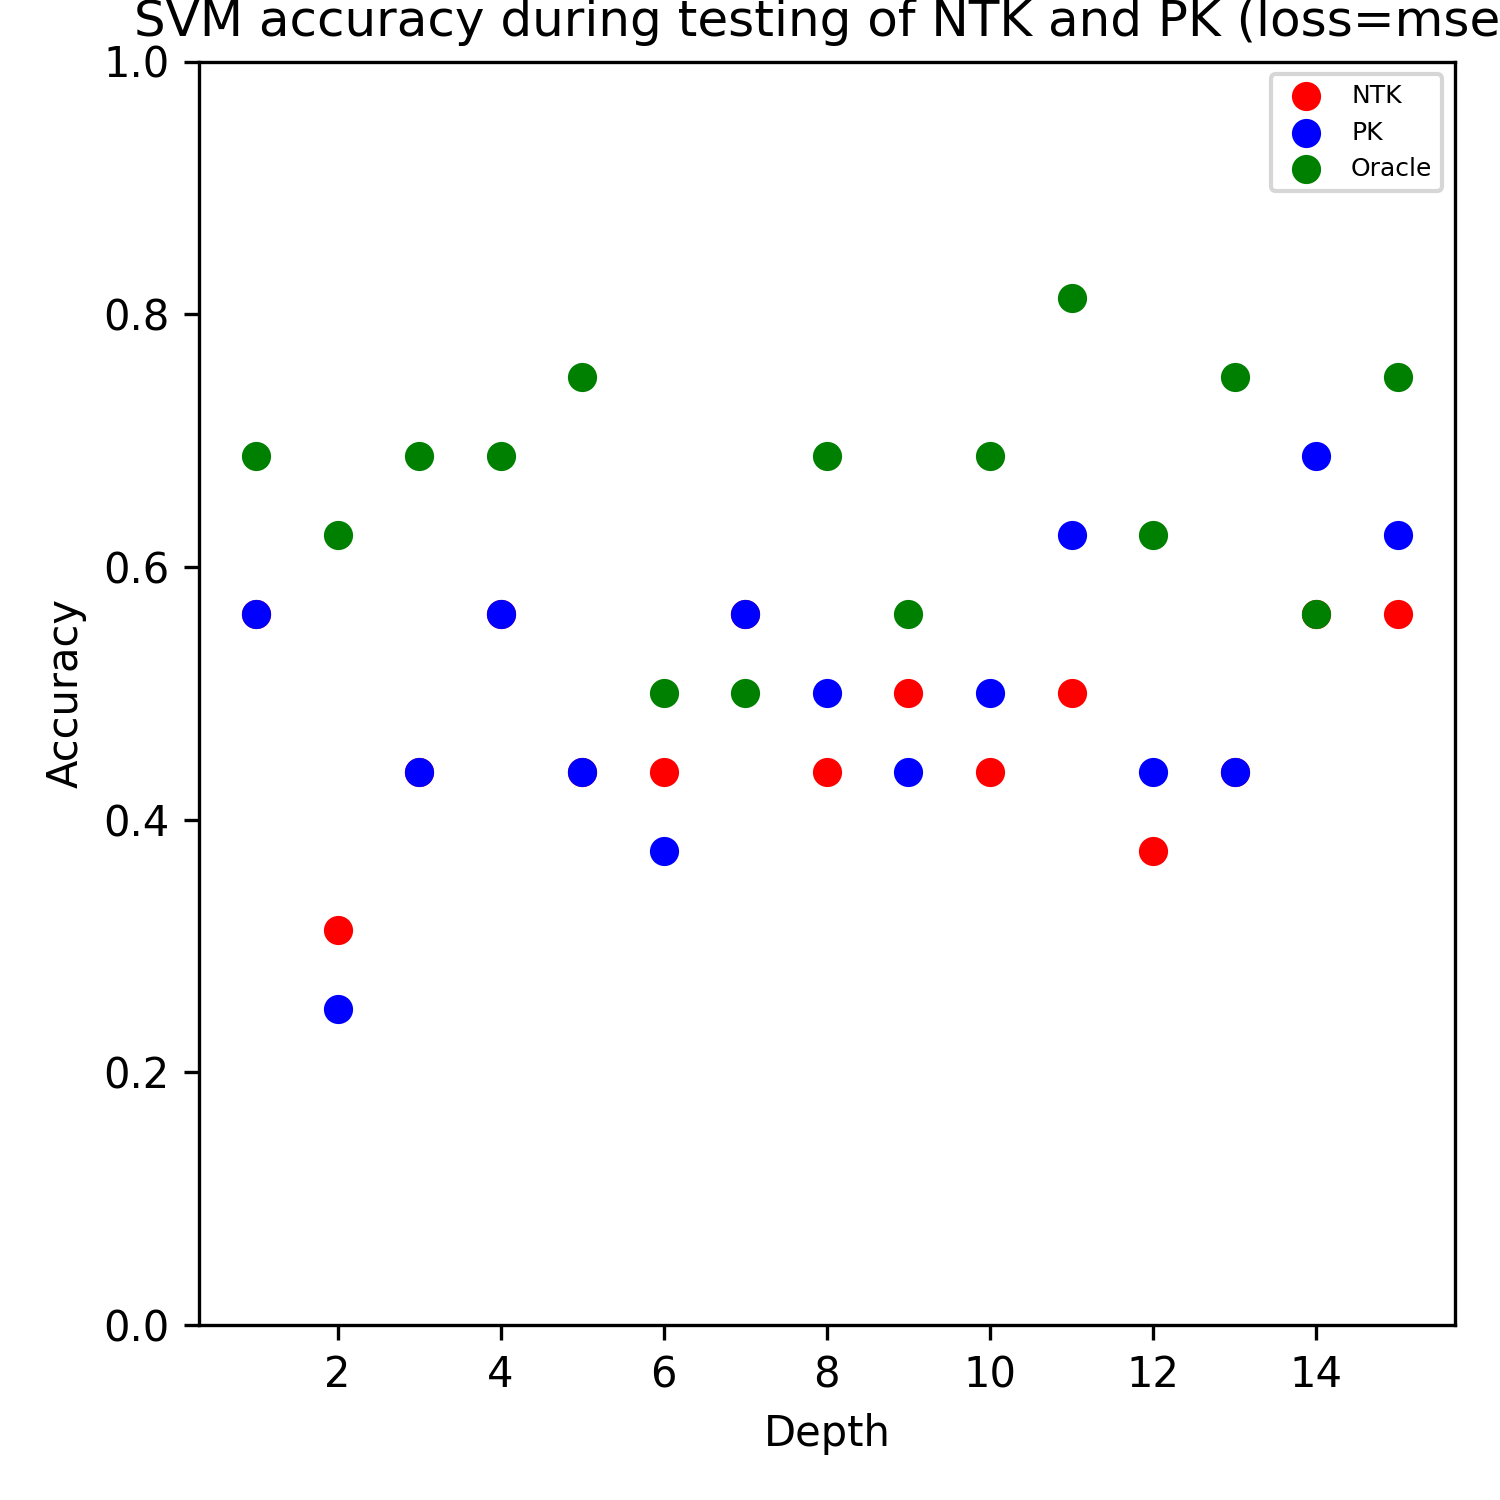 SVM accuracy during testing of NTK and PK (loss=mse
1.0
NTK
PK
Oracle
0.8
0.6
Accuracy
0.4
0.2
0.0
2 4 6 8 10 12 14
Depth